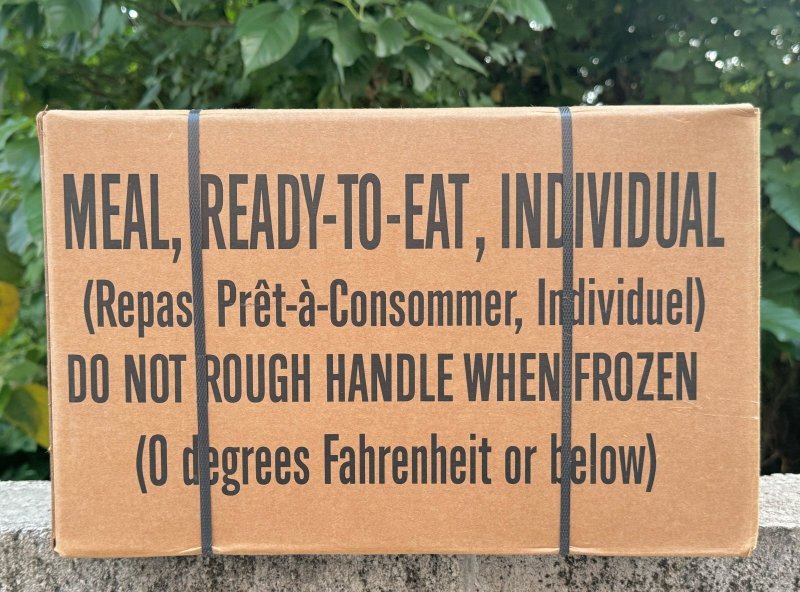 MEAL, READY-TO-EAT, INDIVIDUAL
(Repas Prêt-à-Consommer, Individuel)
DO NOT ROUGH HANDLE WHEN FROZEN
(0 degrees Fahrenheit or below)